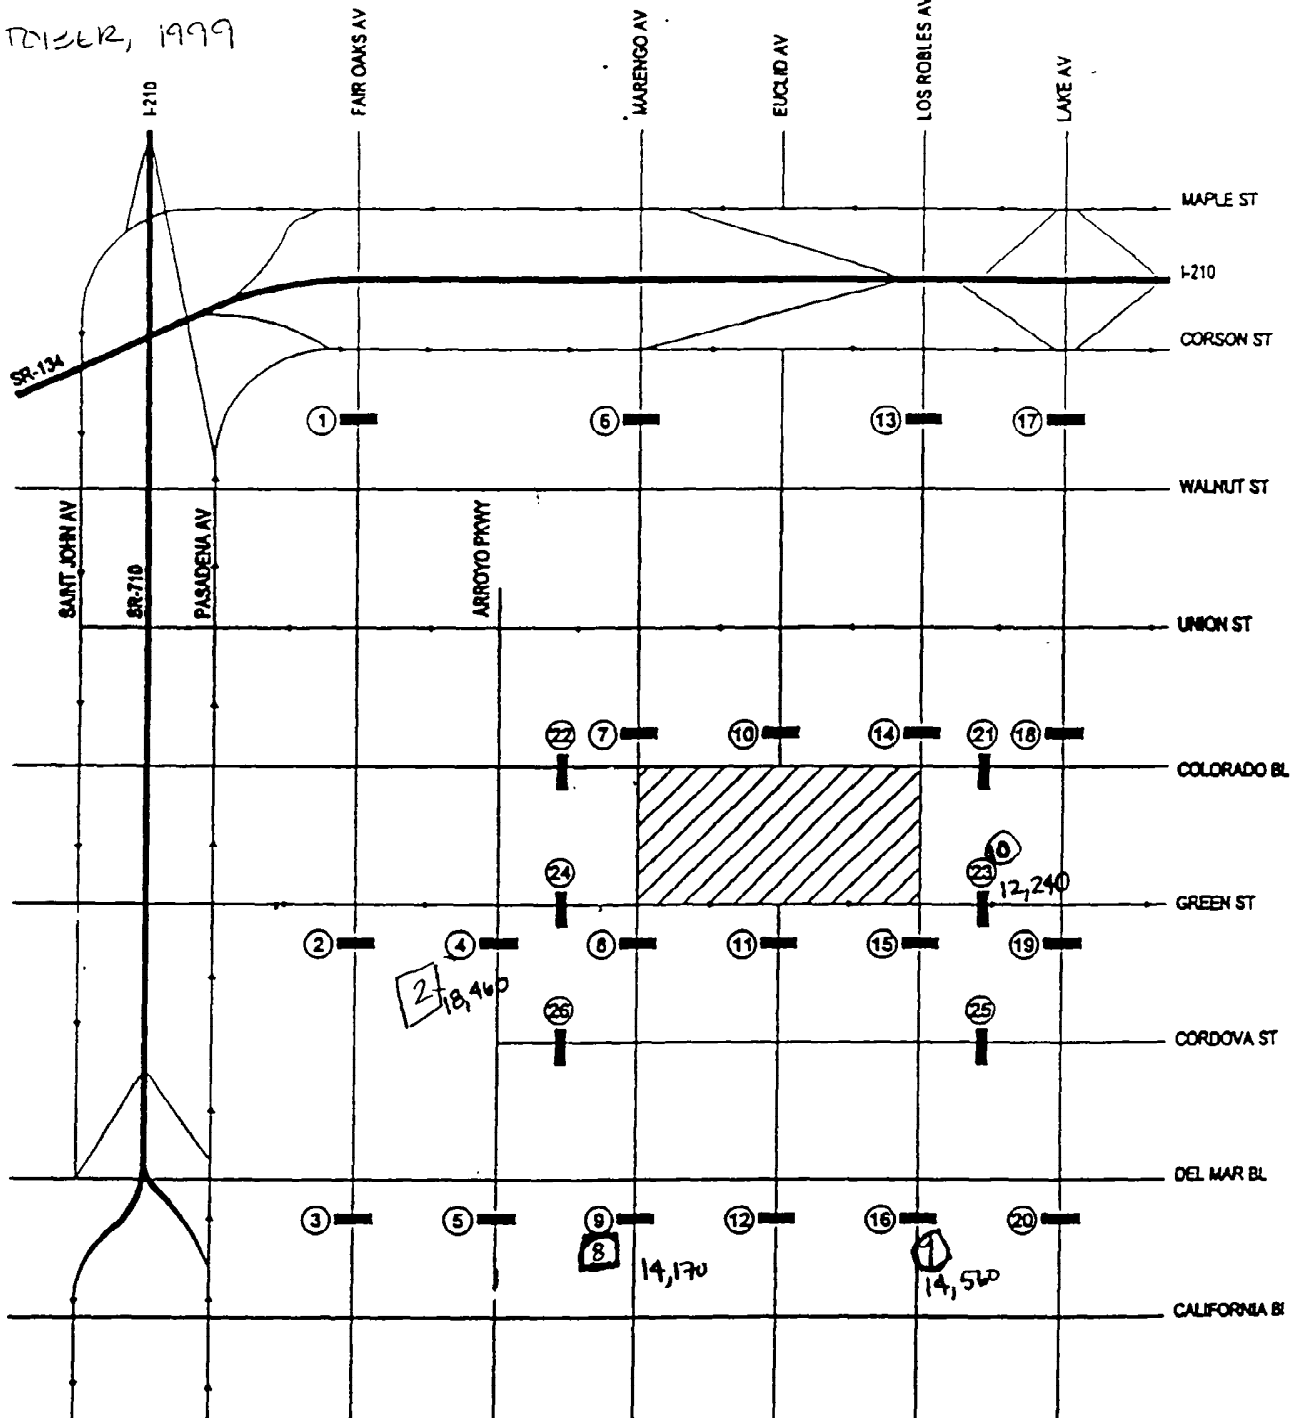 1999
I-210
FAIR OAKS AV
MARENGO AV
EUCLID AV
LOS ROBLES AV
LAKE AV
MAPLE ST
I-210
CORSON ST
SR-134
1
6
13
17
WALNUT ST
SAINT JOHN AV
SR-710
PASADENA AV
ARROYO PKWY
UNION ST
22
7
10
14
21
18
COLORADO BL
24
23
12,240
GREEN ST
2
4
8
11
15
19
2
18,460
26
25
CORDOVA ST
DEL MAR BL
3
5
9
12
16
20
8
14,170
14,560
CALIFORNIA Bl